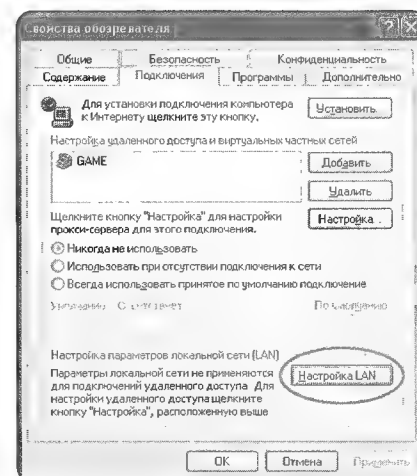 Свойства обозревателя
Общие Безопасность Конфиденциальность
Содержание Подключения Программы Дополнительно
Для установки подключения компьютера
к Интернету щелкните эту кнопку.
Установить...
Настройка удаленного доступа и виртуальных частных сетей
GAME
Добавить
Удалить
Щелкните кнопку "Настройка" для настройки
прокси-сервера для этого подключения.
Настройка...
Никогда не использовать
Использовать при отсутствии подключения к сети
Всегда использовать принятое по умолчанию подключение
По умолчанию
Настройка параметров локальной сети (LAN)
Параметры локальной сети не применяются
для подключений удаленного доступа Для
настройки удаленного доступа щелкните
кнопку "Настройка", расположенную выше
Настройка LAN
OK Отмена Применить